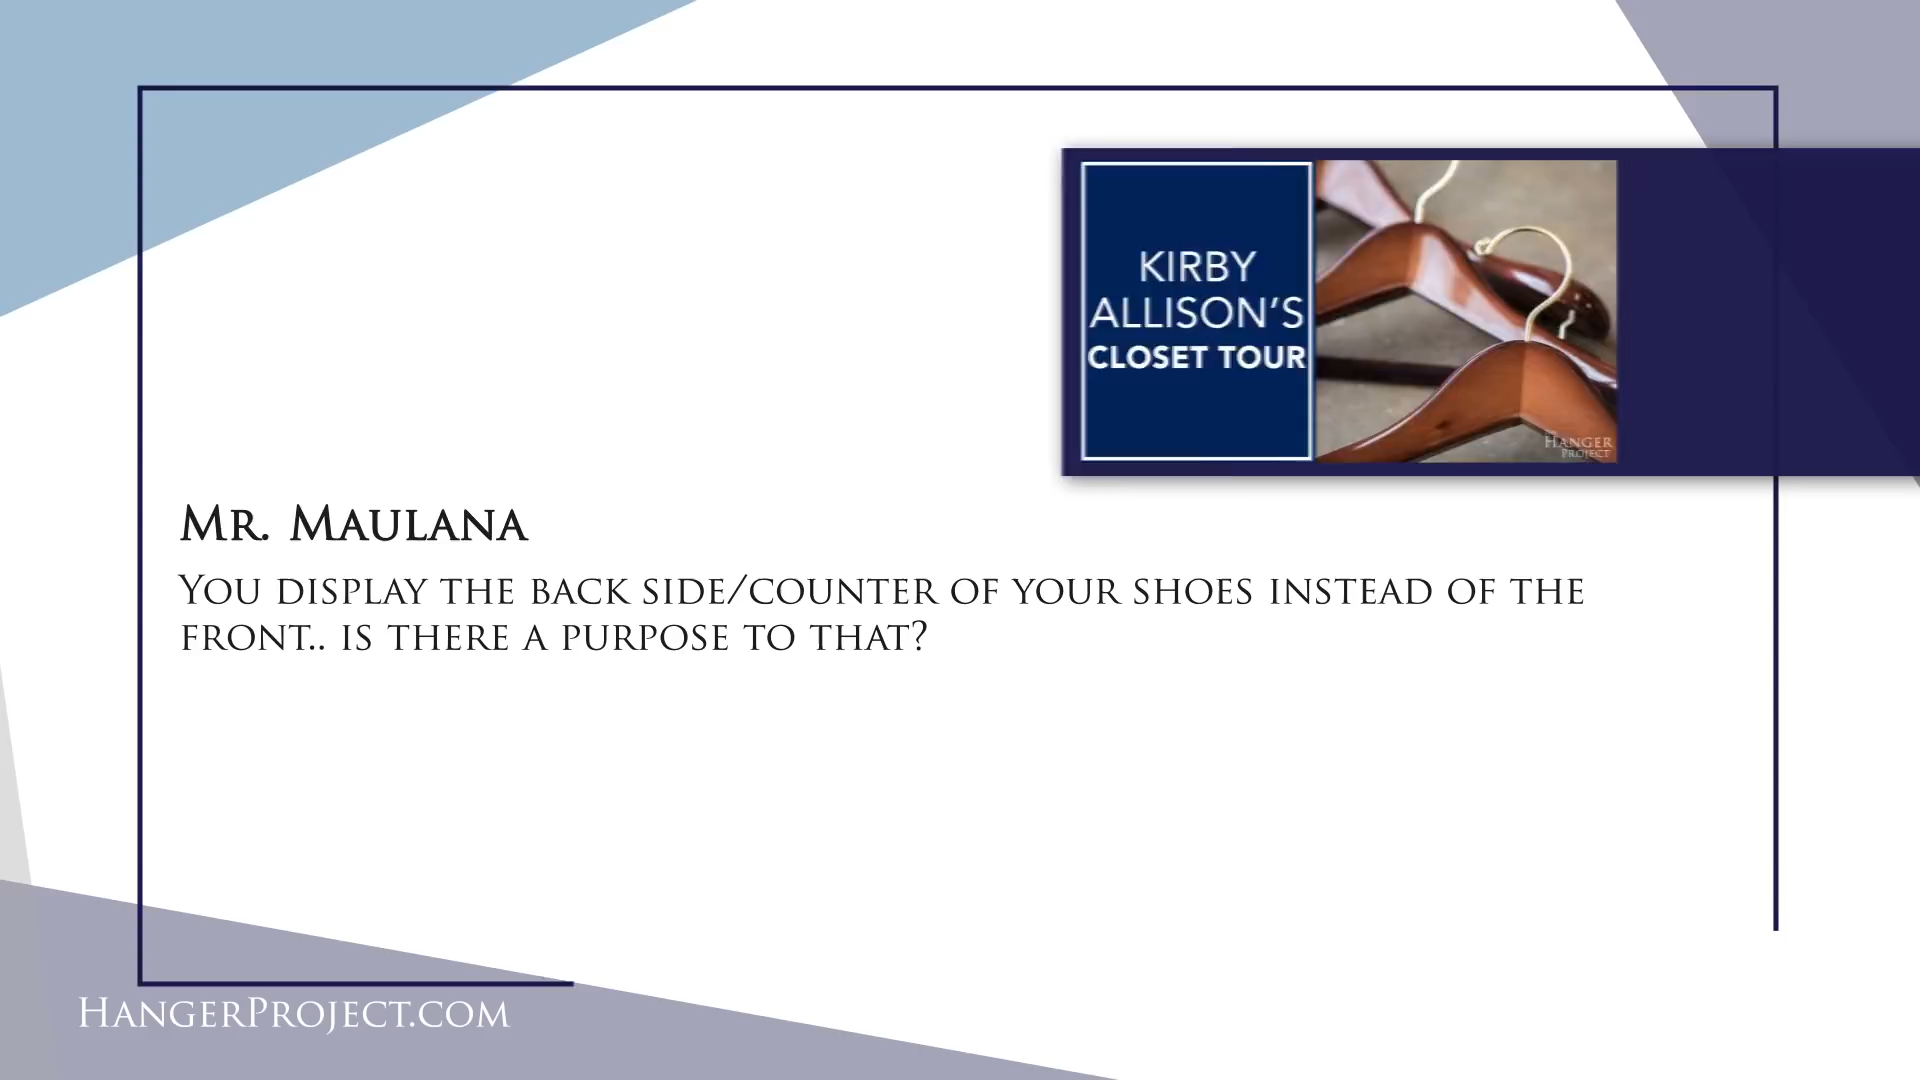 KIRBY
ALLISON'S
CLOSET TOUR
HANGER
PROJECT
MR. MAULANA
YOU DISPLAY THE BACK SIDE/COUNTER OF YOUR SHOES INSTEAD OF THE
FRONT.. IS THERE A PURPOSE TO THAT?
HANGERPROJECT.COM